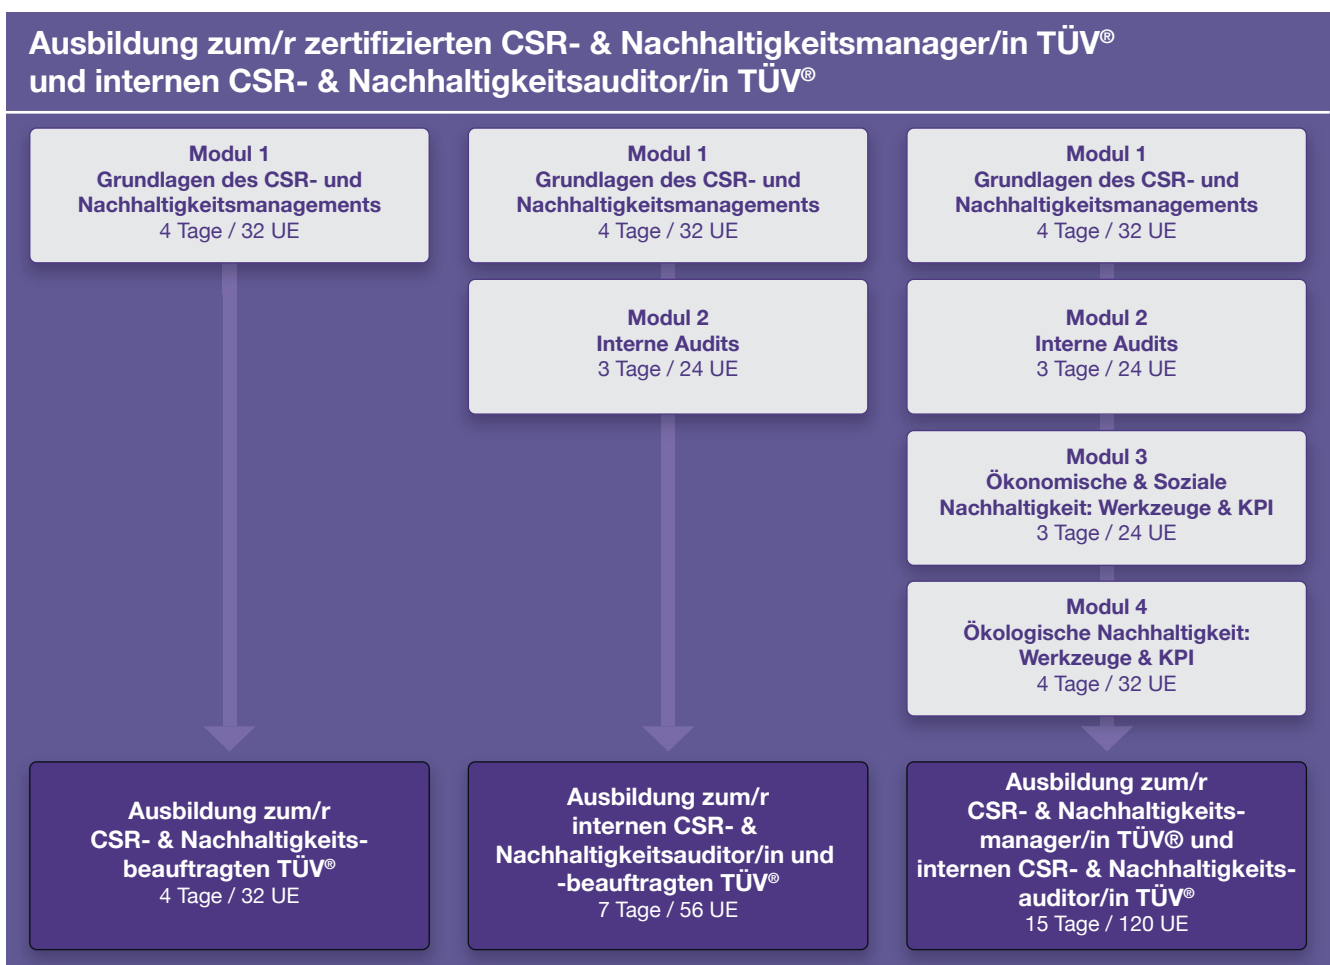 Ausbildung zum/r zertifizierten CSR- & Nachhaltigkeitsmanager/in TÜV®
und internen CSR- & Nachhaltigkeitsauditor/in TÜV®
Modul 1
Grundlagen des CSR- und
Nachhaltigkeitsmanagements
4 Tage / 32 UE
Ausbildung zum/r
CSR- & Nachhaltigkeits-
beauftragten TÜV®
4 Tage / 32 UE
Modul 1
Grundlagen des CSR- und
Nachhaltigkeitsmanagements
4 Tage / 32 UE
Modul 2
Interne Audits
3 Tage / 24 UE
Ausbildung zum/r
internen CSR- &
Nachhaltigkeitsauditor/in und
-beauftragten TÜV®
7 Tage / 56 UE
Modul 1
Grundlagen des CSR- und
Nachhaltigkeitsmanagements
4 Tage / 32 UE
Modul 2
Interne Audits
3 Tage / 24 UE
Modul 3
Ökonomische & Soziale
Nachhaltigkeit: Werkzeuge & KPI
3 Tage / 24 UE
Modul 4
Ökologische Nachhaltigkeit:
Werkzeuge & KPI
4 Tage / 32 UE
Ausbildung zum/r
CSR- & Nachhaltigkeits-
manager/in TÜV® und
internen CSR- & Nachhaltigkeits-
auditor/in TÜV®
15 Tage / 120 UE